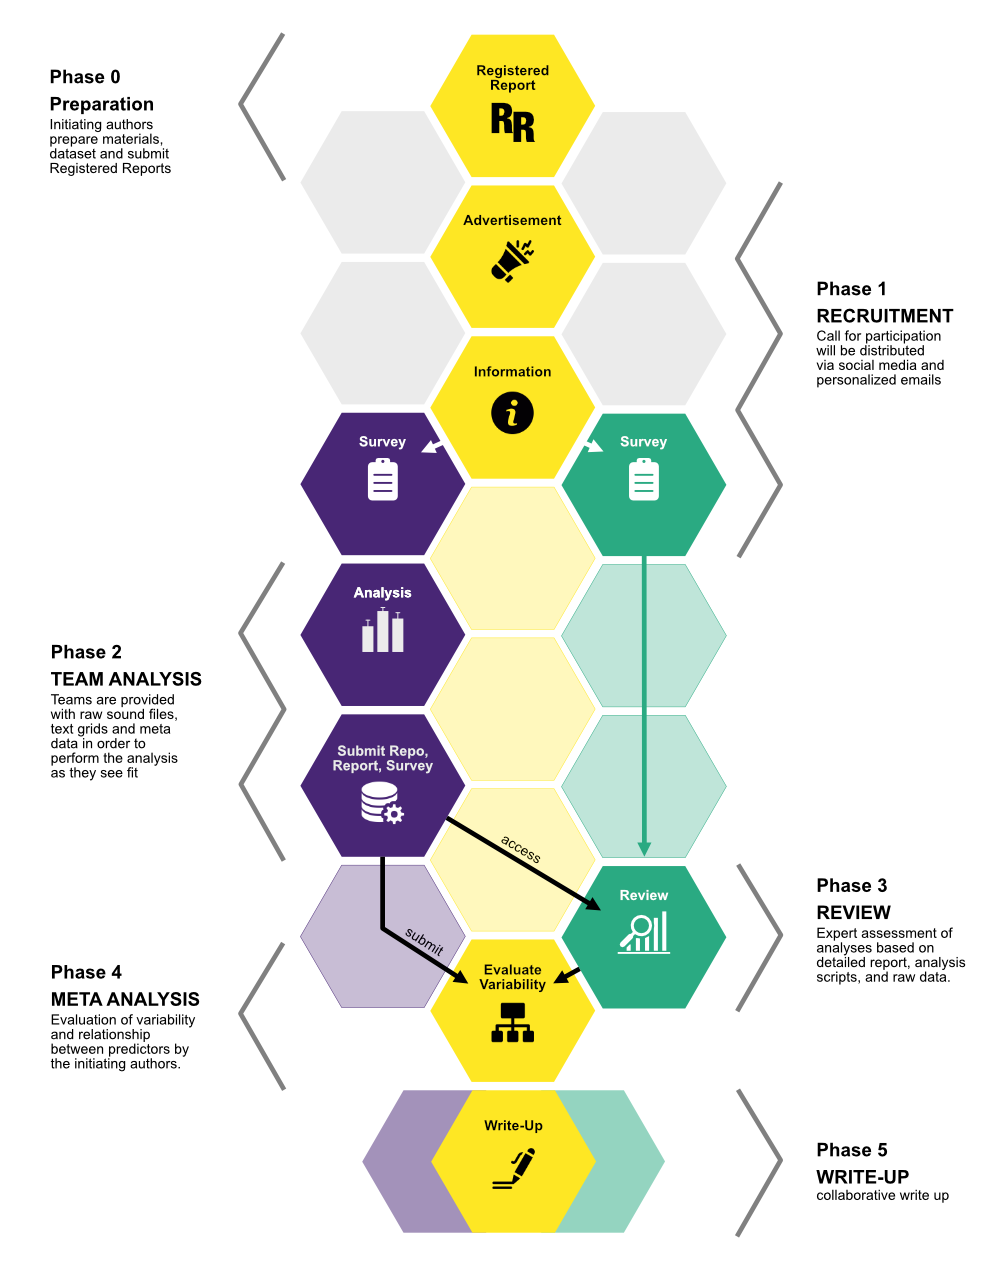 Phase 0
Preparation
Initiating authors
prepare materials,
dataset and submit
Registered Reports
Registered
Report
RR
Advertisement
Phase 1
RECRUITMENT
Call for participation
will be distributed
via social media and
personalized emails
Information
i
Survey
Survey
Phase 2
TEAM ANALYSIS
Teams are provided
with raw sound files,
text grids and meta
data in order to
perform the analysis
as they see fit
Analysis
Submit Repo,
Report, Survey
access
submit
Phase 3
REVIEW
Expert assessment of
analyses based on
detailed report, analysis
scripts, and raw data.
Review
Phase 4
META ANALYSIS
Evaluation of variability
and relationship
between predictors by
the initiating authors.
Evaluate
Variability
Write-Up
Phase 5
WRITE-UP
collaborative write up